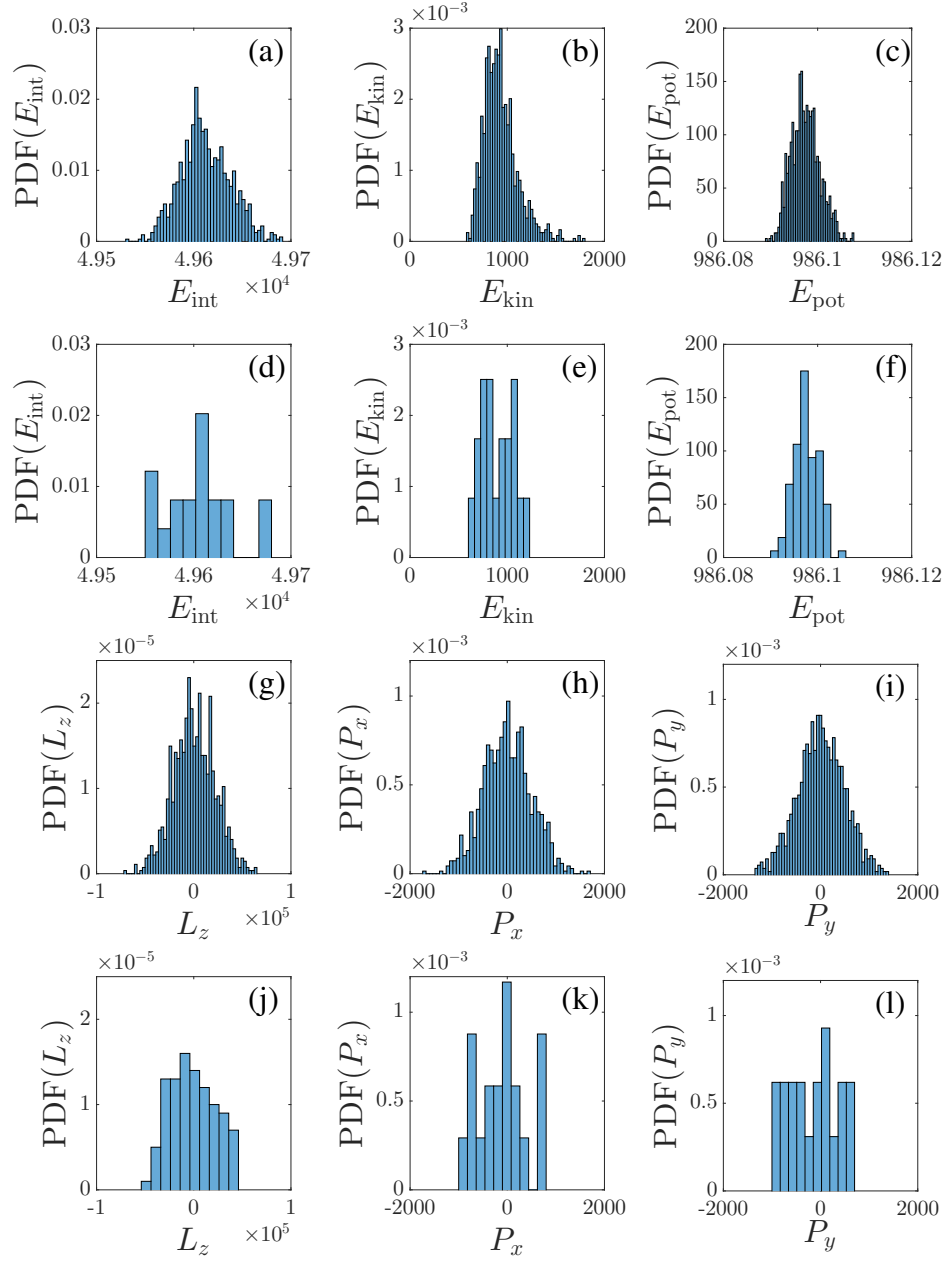 (a)
PDF(E_int)
0.03
0.02
0.01
0
4.95 4.96 4.97
×10^4
E_int
(b)
×10^-3
PDF(E_kin)
3
2
1
0
0 1000 2000
E_kin
(c)
PDF(E_pot)
200
150
100
50
0
986.08 986.1 986.12
E_pot
(d)
PDF(E_int)
0.03
0.02
0.01
0
4.95 4.96 4.97
×10^4
E_int
(e)
×10^-3
PDF(E_kin)
3
2
1
0
0 1000 2000
E_kin
(f)
PDF(E_pot)
200
150
100
50
0
986.08 986.1 986.12
E_pot
(g)
×10^-5
PDF(L_z)
2
1
0
-1 0 1
×10^5
L_z
(h)
×10^-3
PDF(P_x)
1
0.5
0
-2000 0 2000
P_x
(i)
×10^-3
PDF(P_y)
1
0.5
0
-2000 0 2000
P_y
(j)
×10^-5
PDF(L_z)
2
1
0
-1 0 1
×10^5
L_z
(k)
×10^-3
PDF(P_x)
1
0.5
0
-2000 0 2000
P_x
(l)
×10^-3
PDF(P_y)
1
0.5
0
-2000 0 2000
P_y